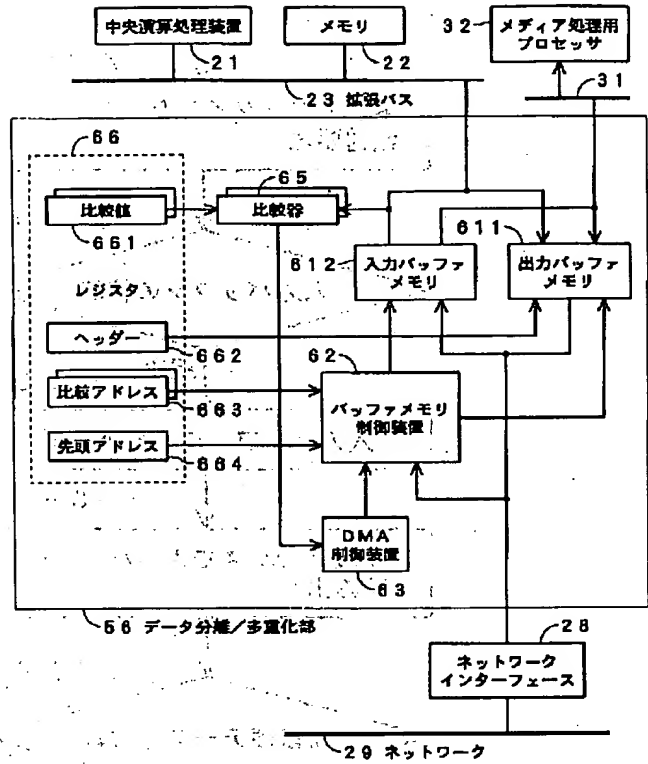 中央演算処理装置
21
メモリ
22
32
メディア処理用
プロセッサ
31
23 拡張バス
66
比較値
661
65
比較器
612
入力バッファ
メモリ
611
出力バッファ
メモリ
レジスタ
ヘッダー
662
比較アドレス
663
先頭アドレス
664
62
バッファメモリ
制御装置
DMA
制御装置
63
56 データ分離/多重化部
28
ネットワーク
インターフェース
29 ネットワーク